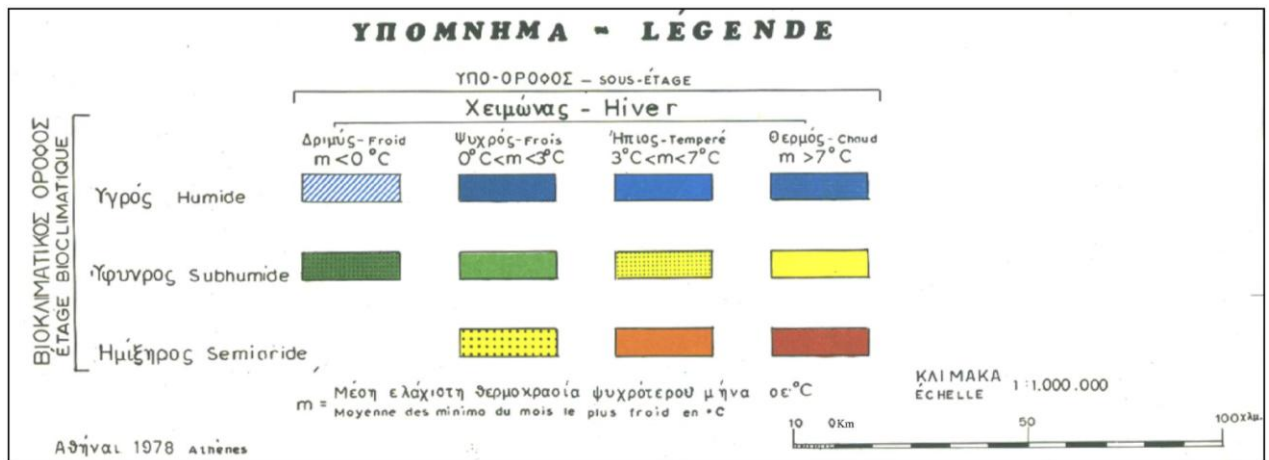 ΥΠΟΜΝΗΜΑ - LÉGENDE
ΥΠΟ-ΟΡΟΦΟΣ - SOUS-ÉTAGE
Χειμώνας - Hiver
Δριμύς-Froid Ψυχρός-Frais Ήπιος-Temperé Θερμός-Chaud
m<0°C 0°C<m<3°C 3°C<m<7°C m>7°C
ΒΙΟΚΛΙΜΑΤΙΚΟΣ ΟΡΟΦΟΣ
ÉTAGE BIOCLIMATIQUE
Υγρός Humide
Ύφυνρος Subhumide
Ημίξηρος Semiaride
m = Μέση ελάχιστη θερμοκρασία ψυχρότερου μήνα σε °C
Moyenne des minima du mois le plus froid en °C
ΚΛΙΜΑΚΑ
ÉCHELLE 1:1.000.000
10 0Km 50 100χλμ.
Αθήναι 1978 Athènes